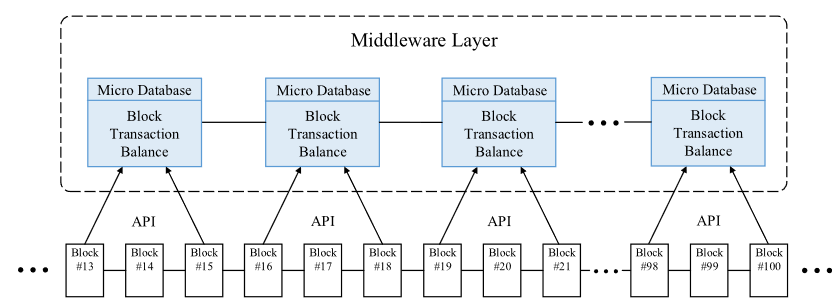 Middleware Layer
Micro Database
Block
Transaction
Balance
Micro Database
Block
Transaction
Balance
Micro Database
Block
Transaction
Balance
Micro Database
Block
Transaction
Balance
API
API
API
API
Block
#13
Block
#14
Block
#15
Block
#16
Block
#17
Block
#18
Block
#19
Block
#20
Block
#21
Block
#98
Block
#99
Block
#100